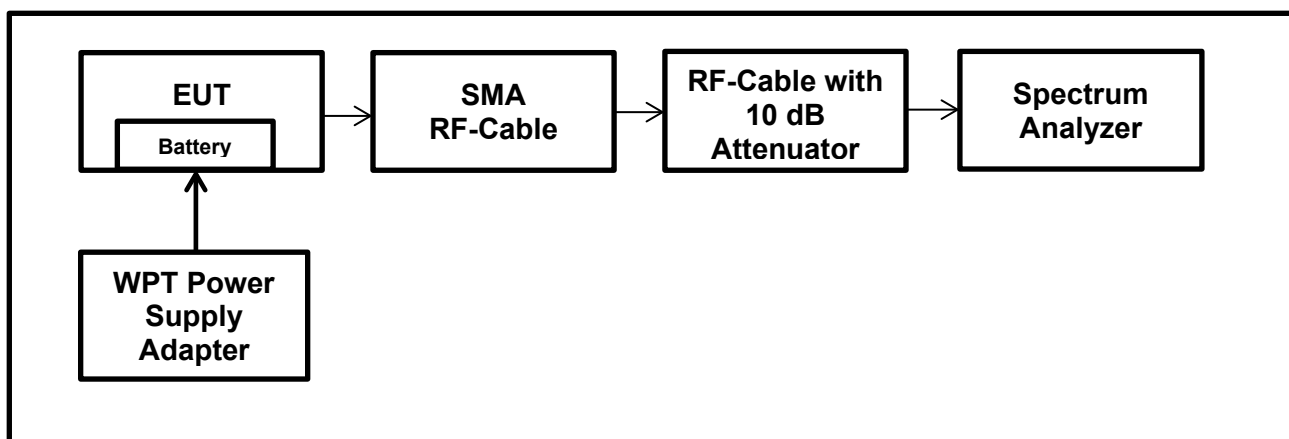 EUT
Battery
SMA
RF-Cable
RF-Cable with
10 dB
Attenuator
Spectrum
Analyzer
WPT Power
Supply
Adapter